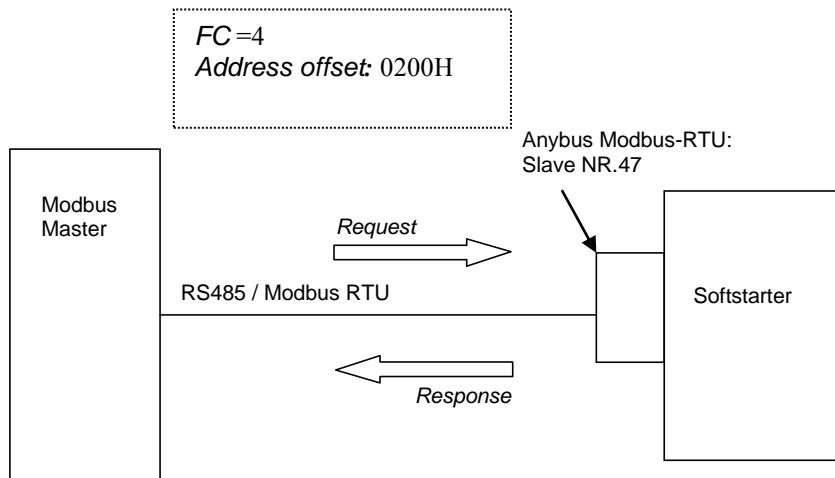 FC =4
Address offset: 0200H
Anybus Modbus-RTU:
Slave NR.47
Modbus
Master
Request
RS485 / Modbus RTU
Softstarter
Response